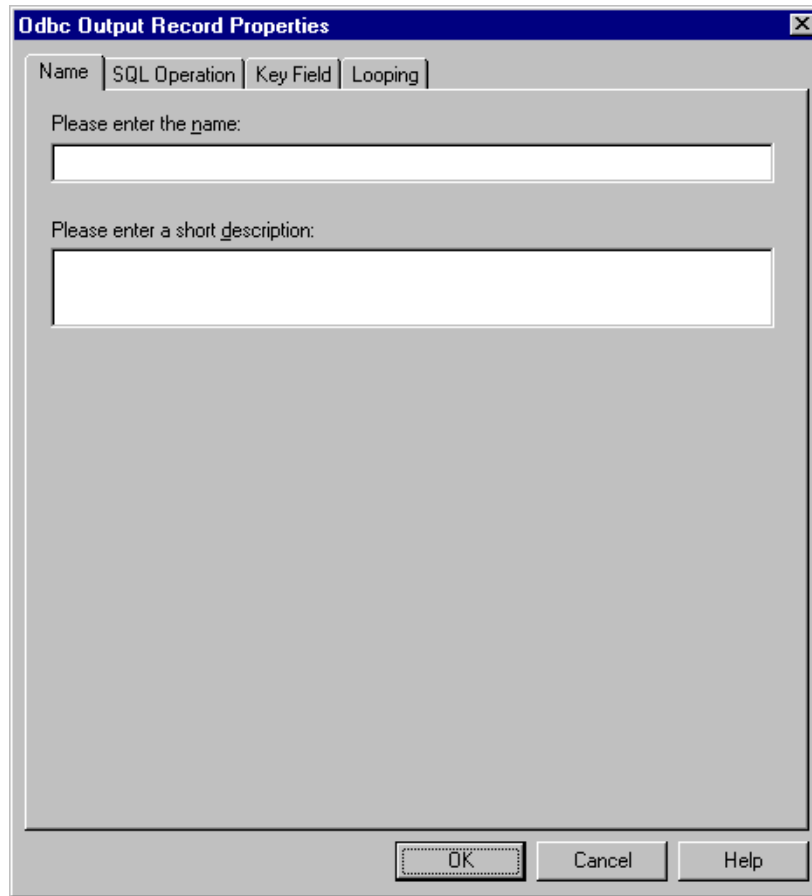 Odbc Output Record Properties
Name SQL Operation Key Field Looping
Please enter the name:
Please enter a short description:
OK Cancel Help